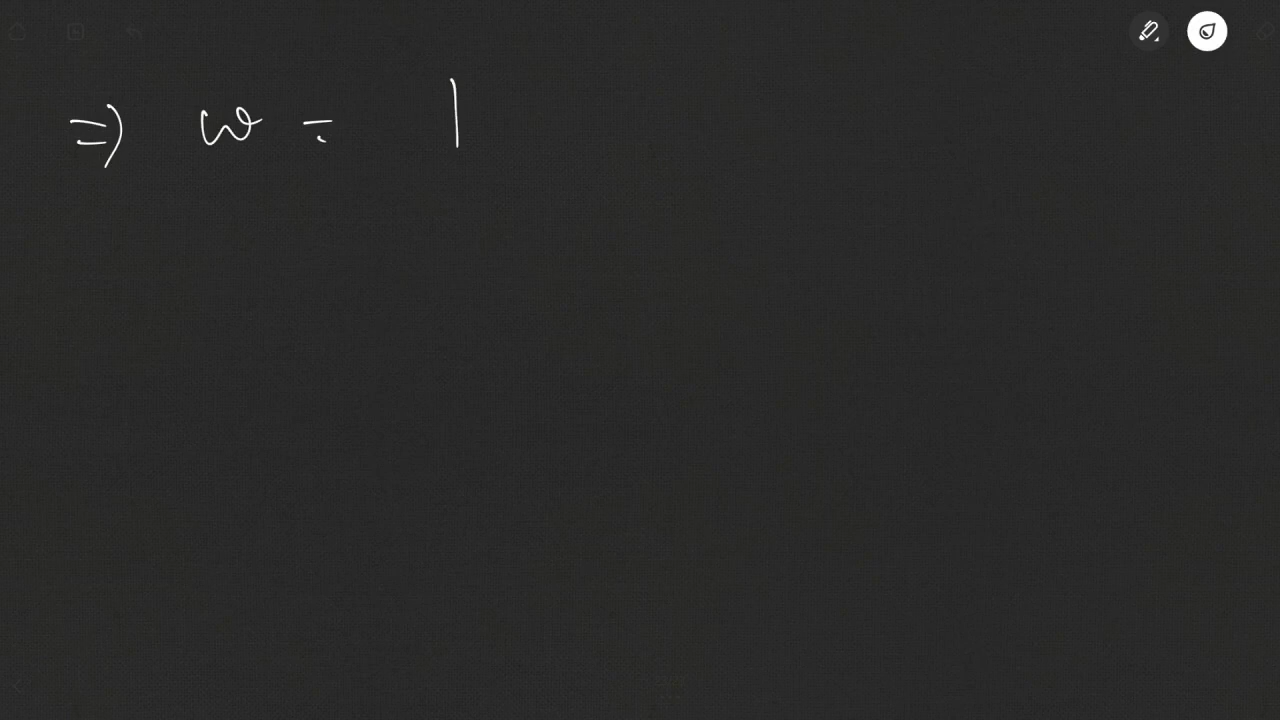 ⇒ ω = 1